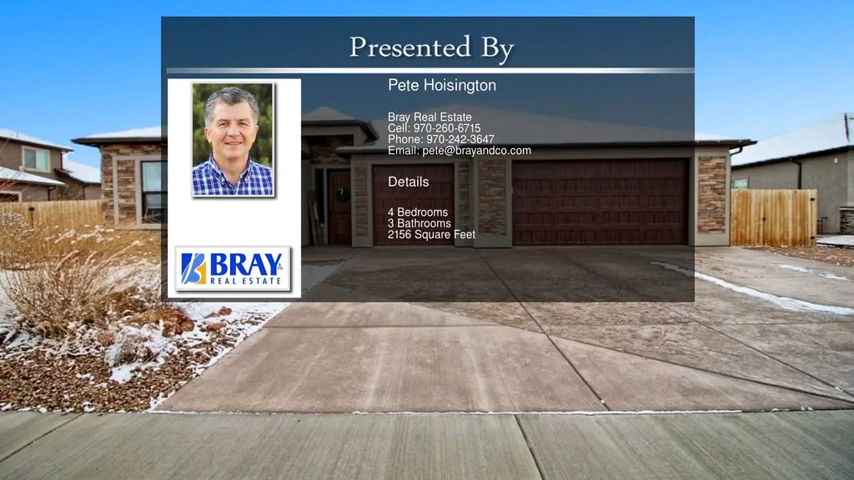 Presented By
Pete Hoisington
Bray Real Estate
Cell: 970-260-6715
Phone: 970-242-3647
Email: pete@brayandco.com
Details
4 Bedrooms
3 Bathrooms
2156 Square Feet
BRAY
REAL ESTATE